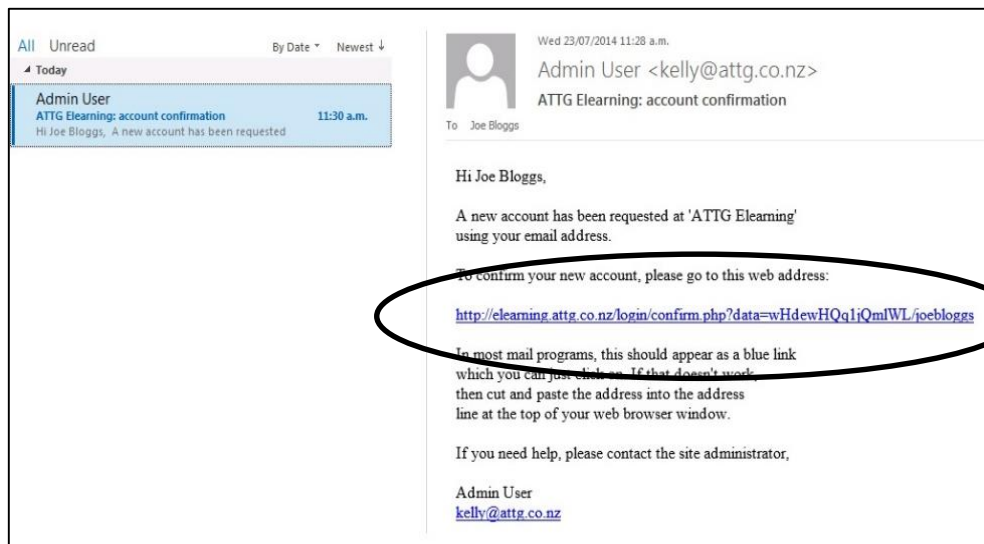 All Unread By Date Newest
Today
Admin User
ATTG Elearning: account confirmation 11:30 a.m.
Hi Joe Bloggs, A new account has been requested
Wed 23/07/2014 11:28 a.m.
Admin User <kelly@attg.co.nz>
ATTG Elearning: account confirmation
To Joe Bloggs
Hi Joe Bloggs,
A new account has been requested at 'ATTG Elearning'
using your email address.
To confirm your new account, please go to this web address:
http://elearning.attg.co.nz/login/confirm.php?data=wHdewHQq1jQmlWL/joebloggs
In most mail programs, this should appear as a blue link
which you can just click on. If that doesn't work,
then cut and paste the address into the address
line at the top of your web browser window.
If you need help, please contact the site administrator,
Admin User
kelly@attg.co.nz